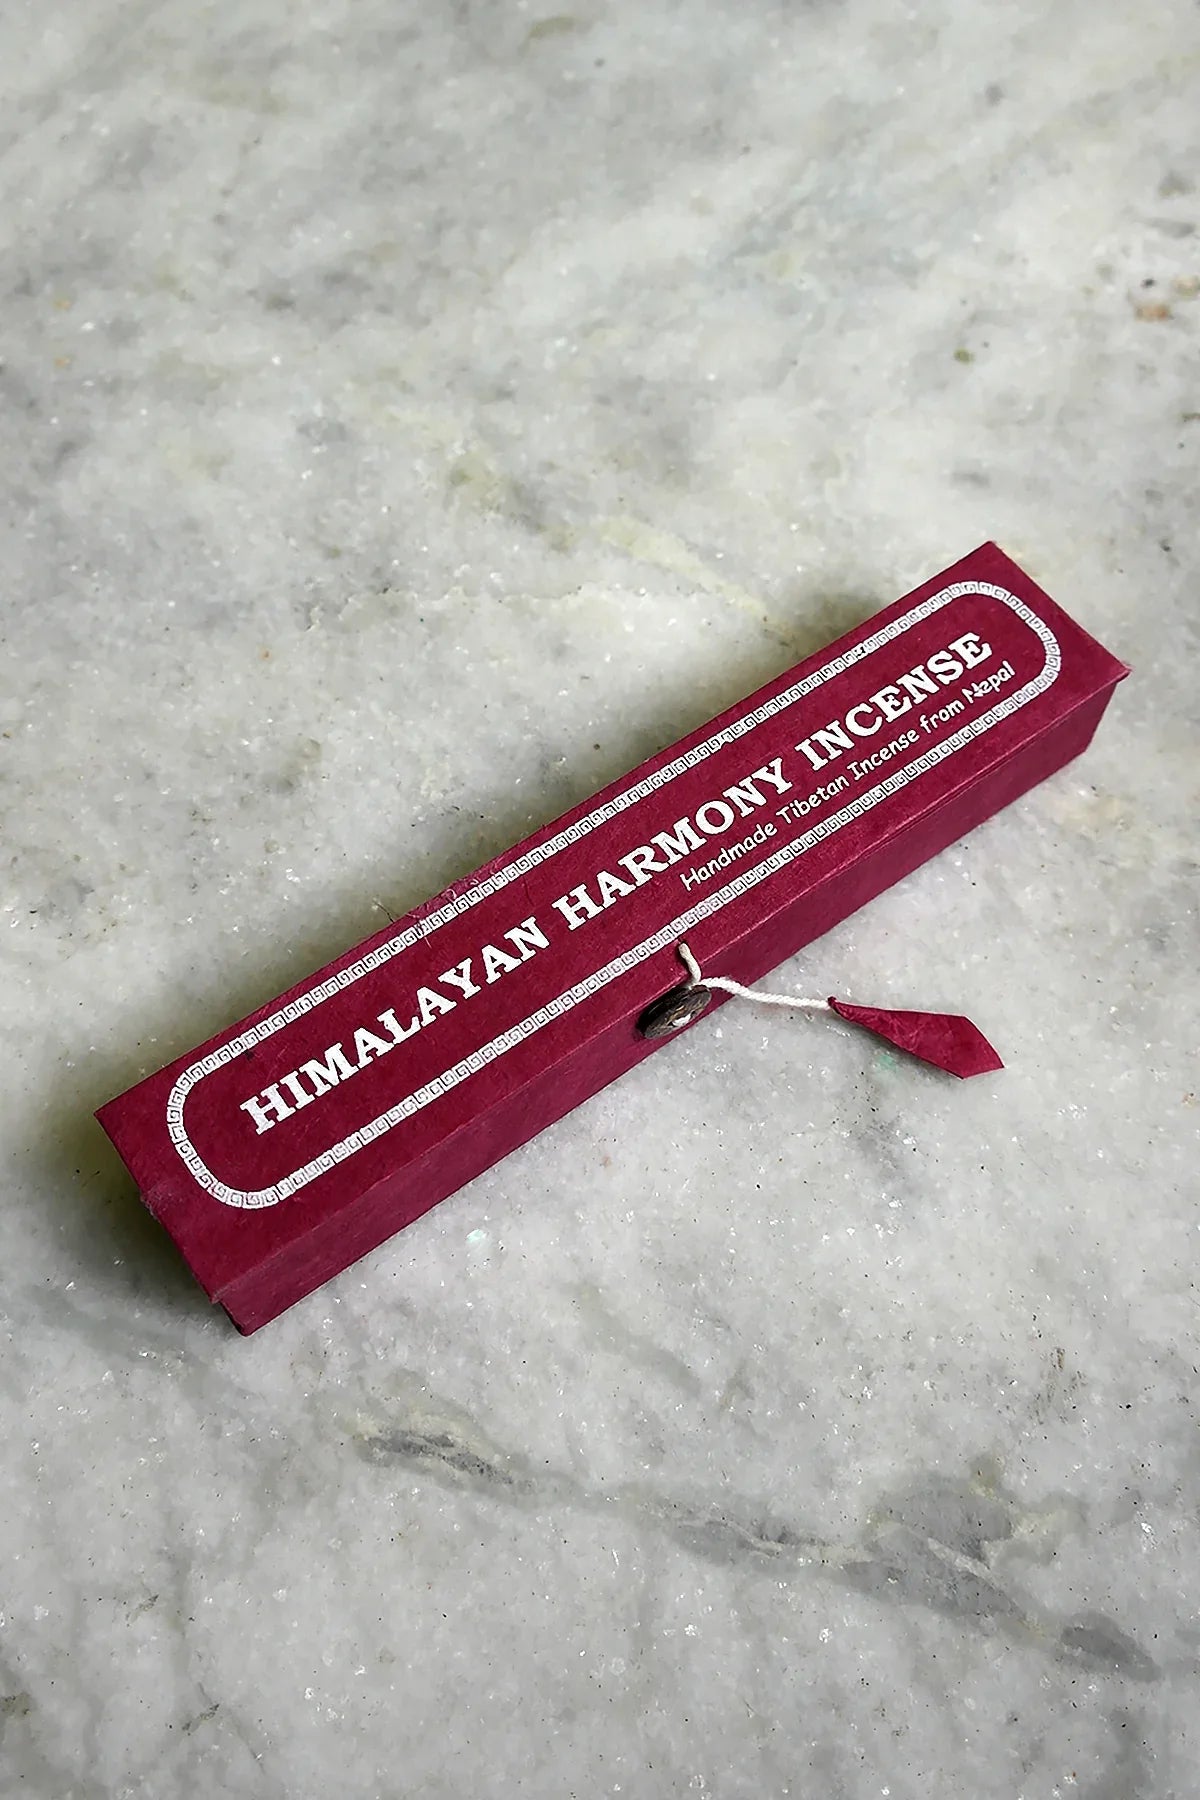 HIMALAYAN HARMONY INCENSE
Handmade Tibetan Incense from Nepal